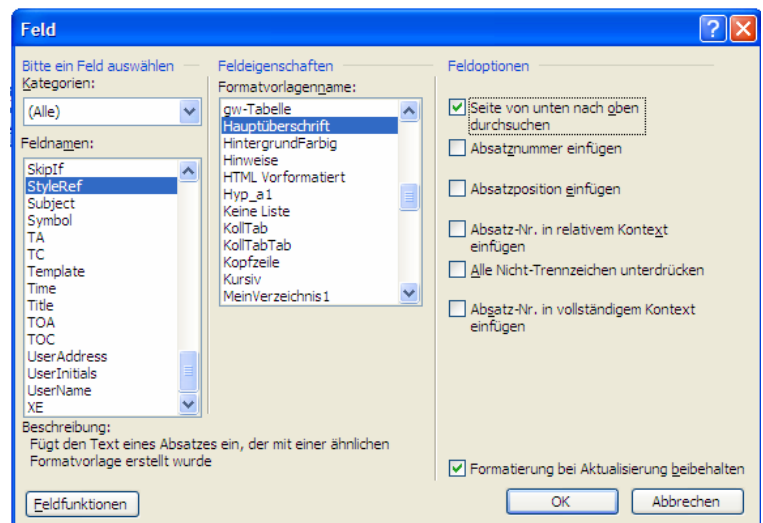 Feld
Bitte ein Feld auswählen
Kategorien:
(Alle)
Feldnamen:
SkipIf
StyleRef
Subject
Symbol
TA
TC
Template
Time
Title
TOA
TOC
UserAddress
UserInitials
UserName
XE
Feldeigenschaften
Formatvorlagenname:
gw-Tabelle
Hauptüberschrift
HintergrundFarbig
Hinweise
HTML Vorformatiert
Hyp_a1
Keine Liste
KollTab
KollTabTab
Kopfzeile
Kursiv
MeinVerzeichnis1
Feldoptionen
Seite von unten nach oben
durchsuchen
Absatznummer einfügen
Absatzposition einfügen
Absatz-Nr. in relativem Kontext
einfügen
Alle Nicht-Trennzeichen unterdrücken
Absatz-Nr. in vollständigem Kontext
einfügen
Beschreibung:
Fügt den Text eines Absatzes ein, der mit einer ähnlichen
Formatvorlage erstellt wurde
Formatierung bei Aktualisierung beibehalten
Feldfunktionen
OK
Abbrechen